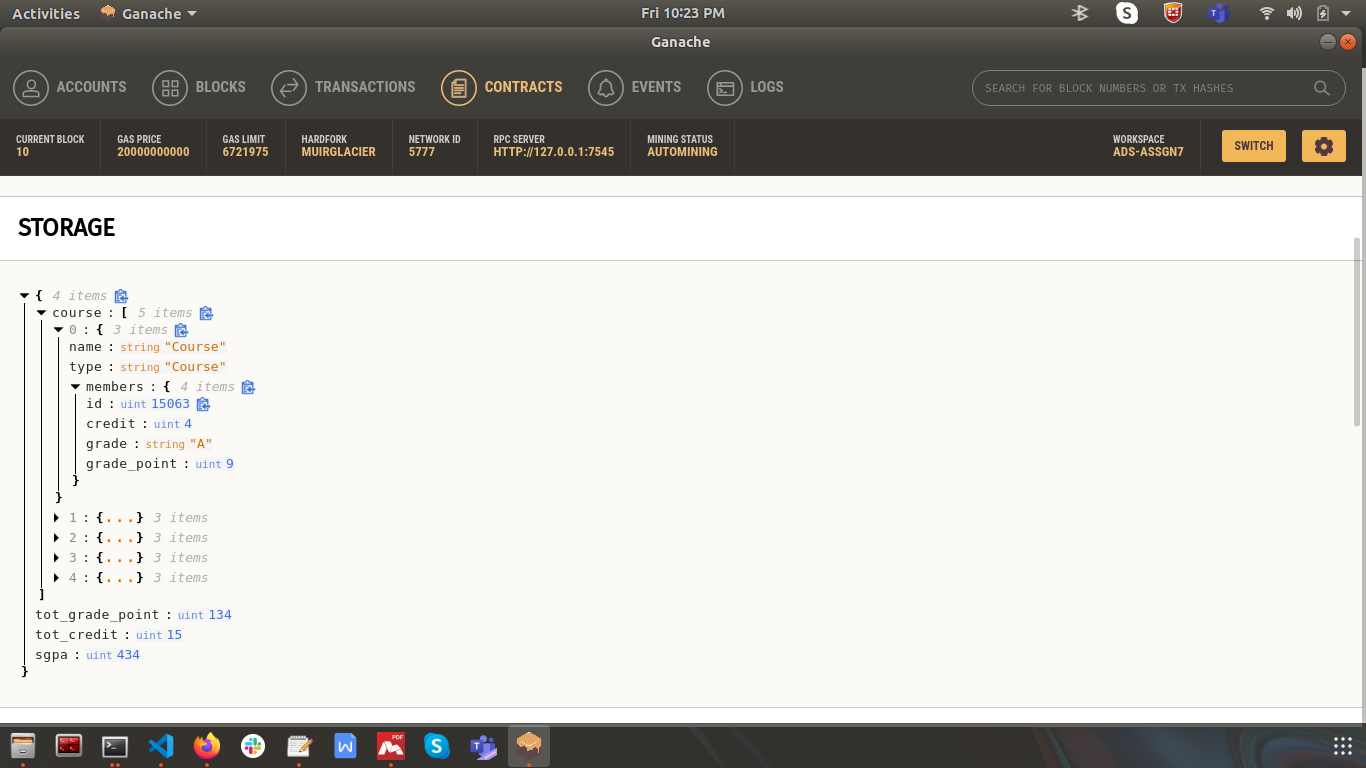 Activities Ganache Fri 10:23 PM
Ganache
ACCOUNTS BLOCKS TRANSACTIONS CONTRACTS EVENTS LOGS SEARCH FOR BLOCK NUMBERS OR TX HASHES
CURRENT BLOCK GAS PRICE GAS LIMIT HARDFORK NETWORK ID RPC SERVER MINING STATUS WORKSPACE
10 20000000000 6721975 MUIRGLACIER 5777 HTTP://127.0.0.1:7545 AUTOMINING ADS-ASSGN7 SWITCH
STORAGE
{ 4 items
course : [ 5 items
0 : { 3 items
name : string "Course"
type : string "Course"
members : { 4 items
id : uint 15063
credit : uint 4
grade : string "A"
grade_point : uint 9
}
}
1 : {...} 3 items
2 : {...} 3 items
3 : {...} 3 items
4 : {...} 3 items
]
tot_grade_point : uint 134
tot_credit : uint 15
sgpa : uint 434
}